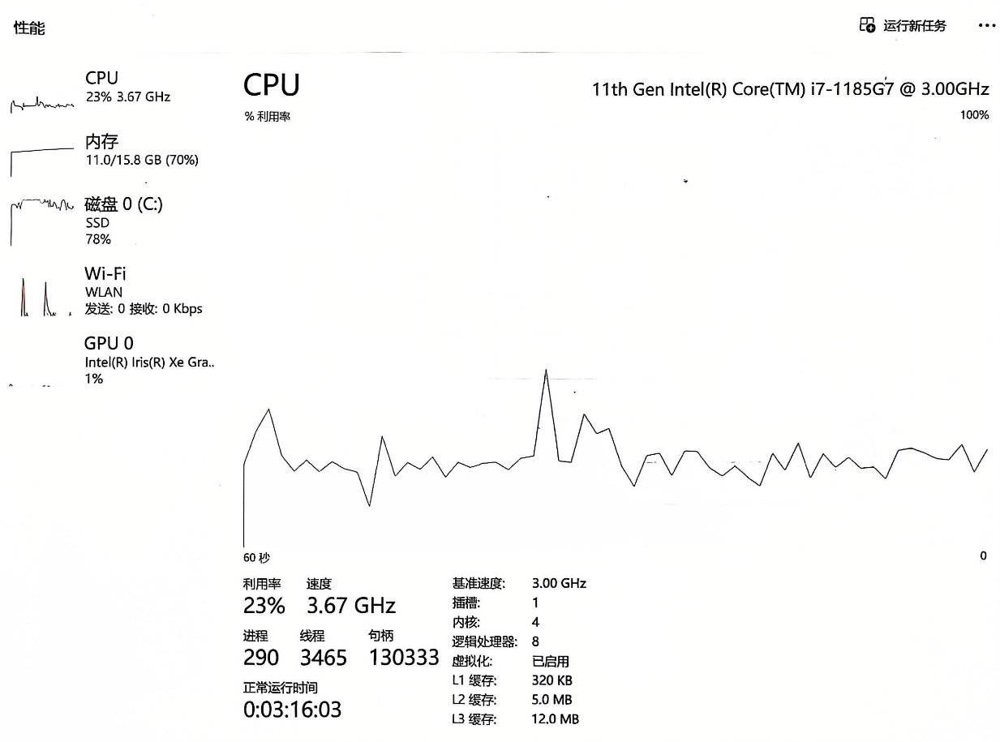 性能
运行新任务
CPU
23% 3.67 GHz
内存
11.0/15.8 GB (70%)
磁盘 0 (C:)
SSD
78%
Wi-Fi
WLAN
发送: 0 接收: 0 Kbps
GPU 0
Intel(R) Iris(R) Xe Gra..
1%
CPU
11th Gen Intel(R) Core(TM) i7-1185G7 @ 3.00GHz
% 利用率
100%
60 秒
0
利用率 速度
23% 3.67 GHz
进程 线程 句柄
290 3465 130333
正常运行时间
0:03:16:03
基准速度: 3.00 GHz
插槽: 1
内核: 4
逻辑处理器: 8
虚拟化: 已启用
L1 缓存: 320 KB
L2 缓存: 5.0 MB
L3 缓存: 12.0 MB